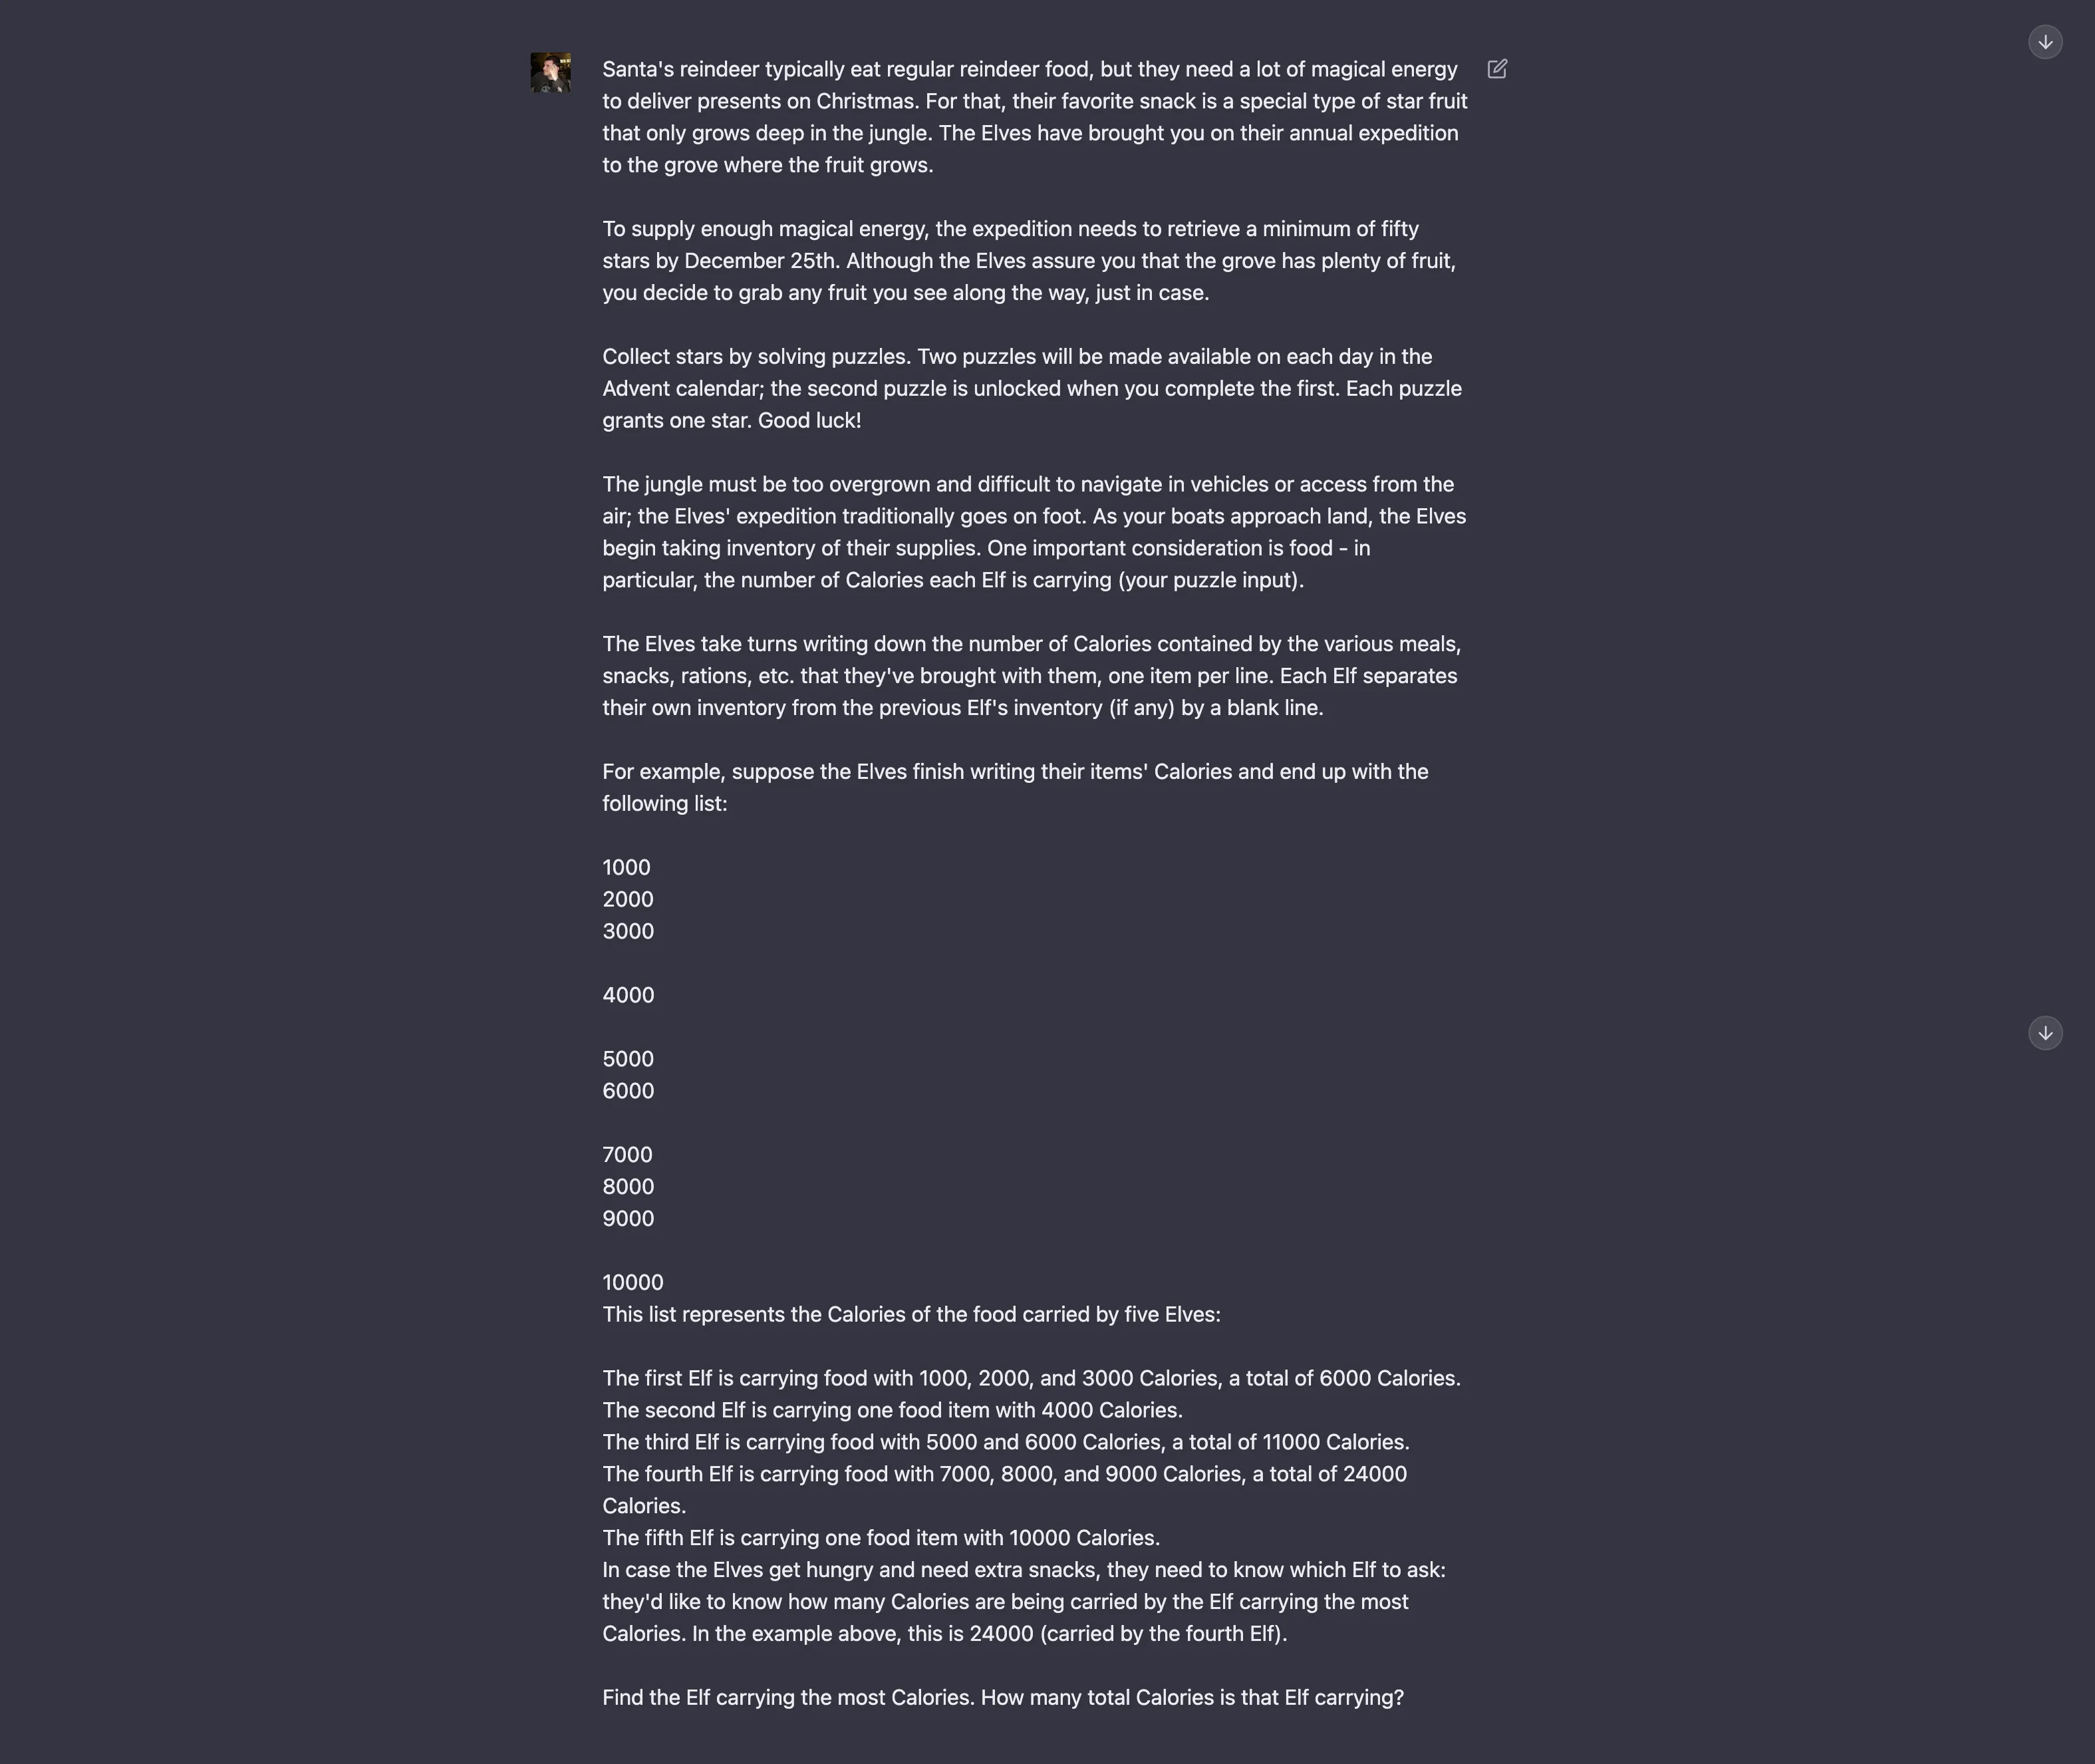 Santa's reindeer typically eat regular reindeer food, but they need a lot of magical energy
to deliver presents on Christmas. For that, their favorite snack is a special type of star fruit
that only grows deep in the jungle. The Elves have brought you on their annual expedition
to the grove where the fruit grows.
To supply enough magical energy, the expedition needs to retrieve a minimum of fifty
stars by December 25th. Although the Elves assure you that the grove has plenty of fruit,
you decide to grab any fruit you see along the way, just in case.
Collect stars by solving puzzles. Two puzzles will be made available on each day in the
Advent calendar; the second puzzle is unlocked when you complete the first. Each puzzle
grants one star. Good luck!
The jungle must be too overgrown and difficult to navigate in vehicles or access from the
air; the Elves' expedition traditionally goes on foot. As your boats approach land, the Elves
begin taking inventory of their supplies. One important consideration is food - in
particular, the number of Calories each Elf is carrying (your puzzle input).
The Elves take turns writing down the number of Calories contained by the various meals,
snacks, rations, etc. that they've brought with them, one item per line. Each Elf separates
their own inventory from the previous Elf's inventory (if any) by a blank line.
For example, suppose the Elves finish writing their items' Calories and end up with the
following list:
1000
2000
3000
4000
5000
6000
7000
8000
9000
10000
This list represents the Calories of the food carried by five Elves:
The first Elf is carrying food with 1000, 2000, and 3000 Calories, a total of 6000 Calories.
The second Elf is carrying one food item with 4000 Calories.
The third Elf is carrying food with 5000 and 6000 Calories, a total of 11000 Calories.
The fourth Elf is carrying food with 7000, 8000, and 9000 Calories, a total of 24000
Calories.
The fifth Elf is carrying one food item with 10000 Calories.
In case the Elves get hungry and need extra snacks, they need to know which Elf to ask:
they'd like to know how many Calories are being carried by the Elf carrying the most
Calories. In the example above, this is 24000 (carried by the fourth Elf).
Find the Elf carrying the most Calories. How many total Calories is that Elf carrying?